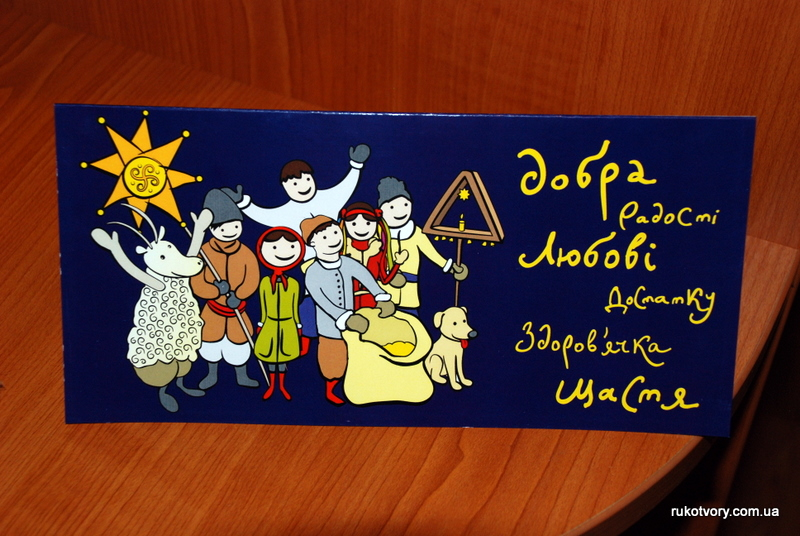 добра
радості
Любові
достатку
Здоров'ячка
Щастя
rukotvory.com.ua